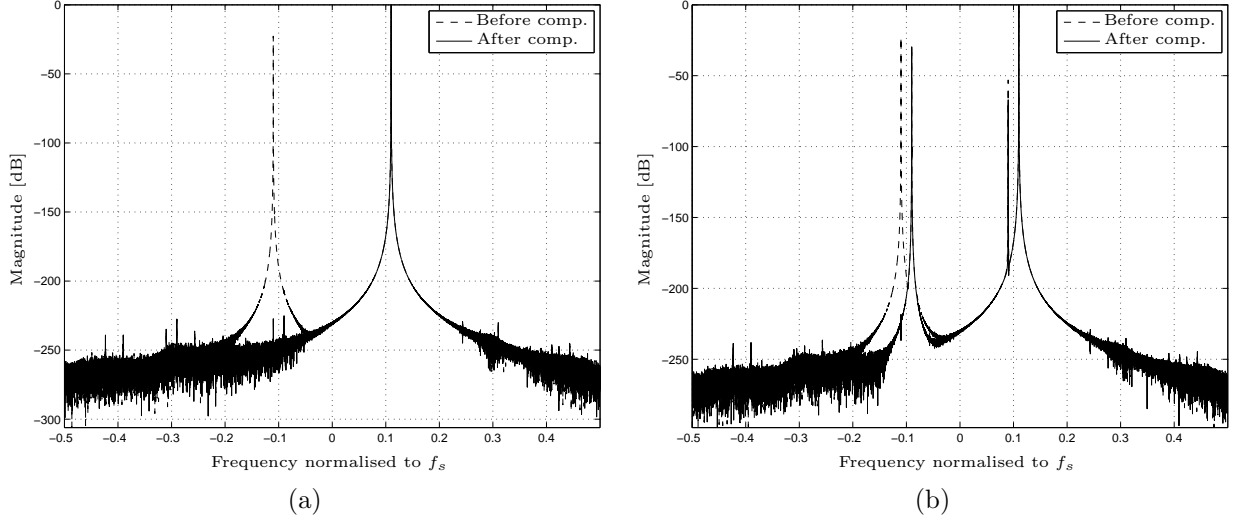 0
−50
−100
−150
−200
−250
−300
Magnitude [dB]
−0.5 −0.4 −0.3 −0.2 −0.1 0 0.1 0.2 0.3 0.4
Frequency normalised to fs
Before comp.
After comp.
(a)
0
−50
−100
−150
−200
−250
Magnitude [dB]
−0.5 −0.4 −0.3 −0.2 −0.1 0 0.1 0.2 0.3 0.4
Frequency normalised to fs
Before comp.
After comp.
(b)